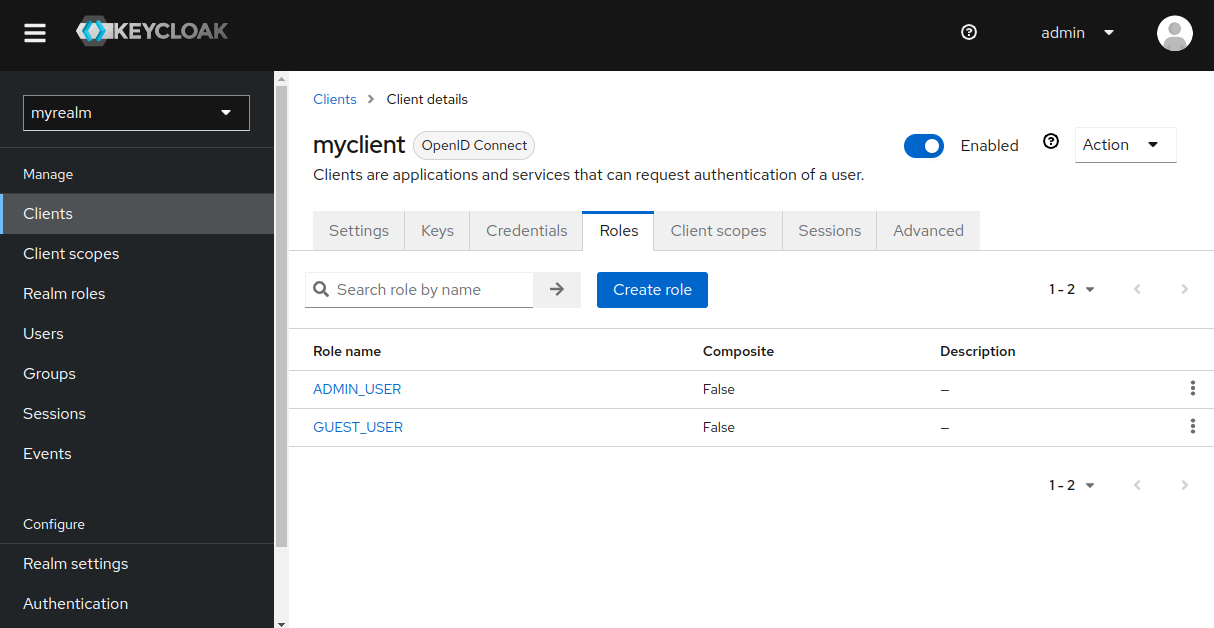 KEYCLOAK
admin
myrealm
Manage
Clients
Client scopes
Realm roles
Users
Groups
Sessions
Events
Configure
Realm settings
Authentication
Clients Client details
myclient OpenID Connect Enabled Action
Clients are applications and services that can request authentication of a user.
Settings Keys Credentials Roles Client scopes Sessions Advanced
Search role by name Create role 1 - 2
Role name Composite Description
ADMIN_USER False –
GUEST_USER False –
1 - 2